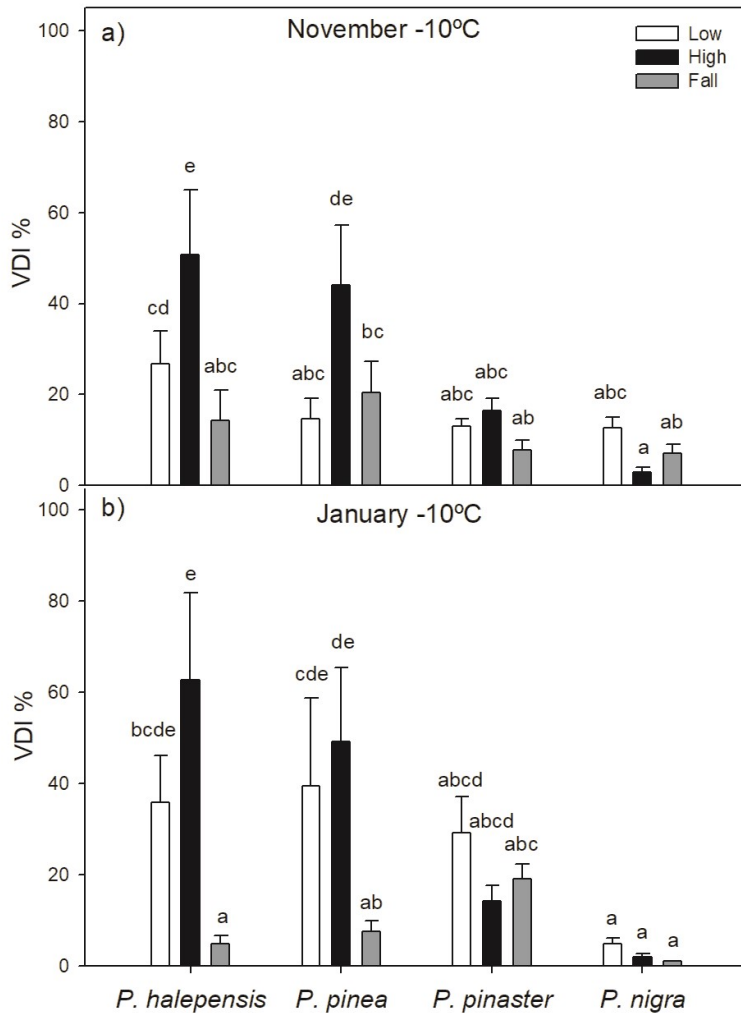 a)
November -10ºC
Low
High
Fall
100
80
60
40
20
0
VDI %
cd
e
abc
abc
de
bc
abc
abc
ab
abc
a
ab
b)
January -10ºC
100
80
60
40
20
0
VDI %
bcde
e
a
cde
de
ab
abcd
abcd
abc
a
a
a
P. halepensis
P. pinea
P. pinaster
P. nigra